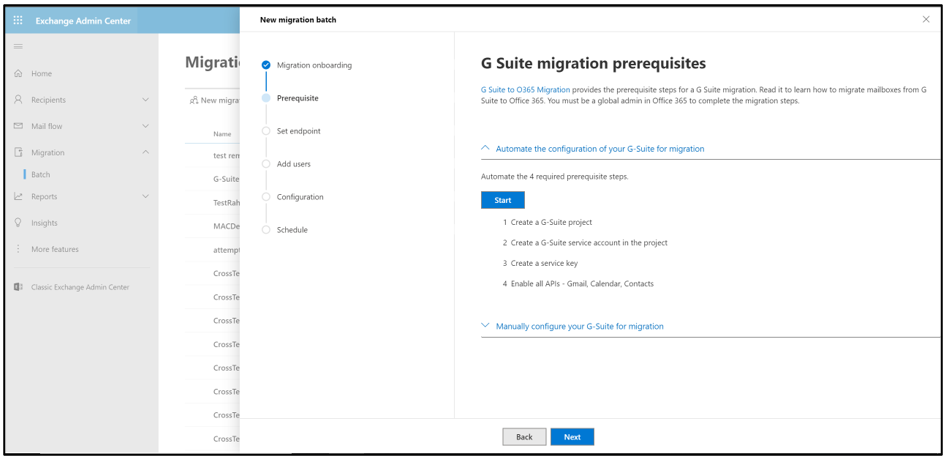 Exchange Admin Center
New migration batch
Home
Recipients
Mail flow
Migration
Batch
Reports
Insights
More features
Classic Exchange Admin Center
Migrati
New migra
Name
test rem
G-Suite
TestRah
MACDe
attempt
CrossTe
CrossTe
CrossTe
CrossTe
CrossTe
CrossTe
CrossTe
CrossTe
Migration onboarding
Prerequisite
Set endpoint
Add users
Configuration
Schedule
G Suite migration prerequisites
G Suite to O365 Migration provides the prerequisite steps for a G Suite migration. Read it to learn how to migrate mailboxes from G
Suite to Office 365. You must be a global admin in Office 365 to complete the migration steps.
Automate the configuration of your G-Suite for migration
Automate the 4 required prerequisite steps.
Start
1 Create a G-Suite project
2 Create a G-Suite service account in the project
3 Create a service key
4 Enable all APIs - Gmail, Calendar, Contacts
Manually configure your G-Suite for migration
Back
Next